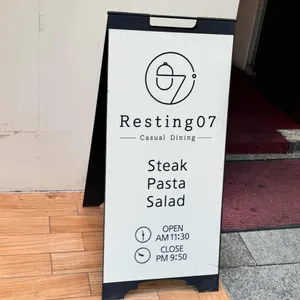 Resting07
Casual Dining
Steak
Pasta
Salad
OPEN
AM 11:30
CLOSE
PM 9:50